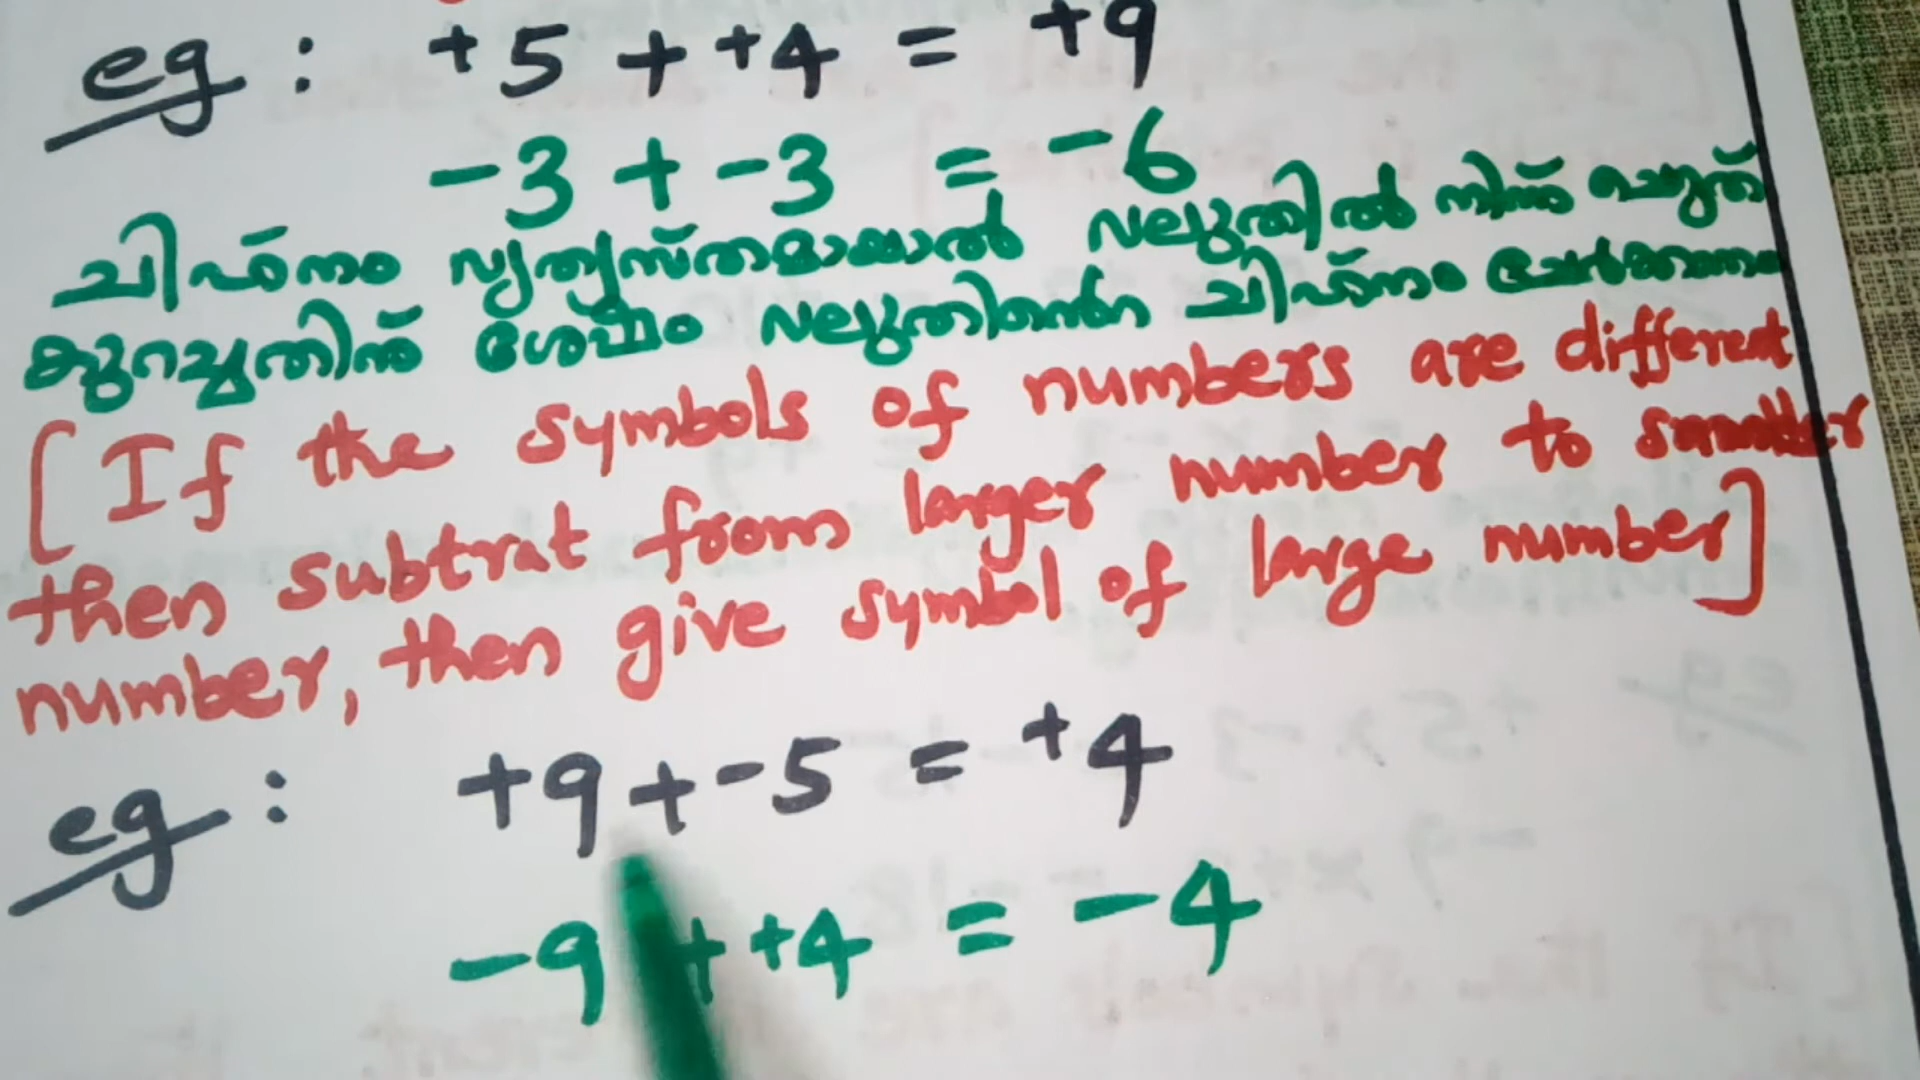 eg : +5 + +4 = +9
-3 + -3 = -6
ചിഹ്നം വ്യത്യസ്തമായാൽ വലുതിൽ നിന്ന് ചെറുത്
കുറച്ചതിന് ശേഷം വലുതിൻ്റെ ചിഹ്നം ചേർക്കണം
[If the symbols of numbers are different
then subtrat from larger number to smaller
number, then give symbol of large number]
eg : +9 + -5 = +4
-9 + +4 = -4